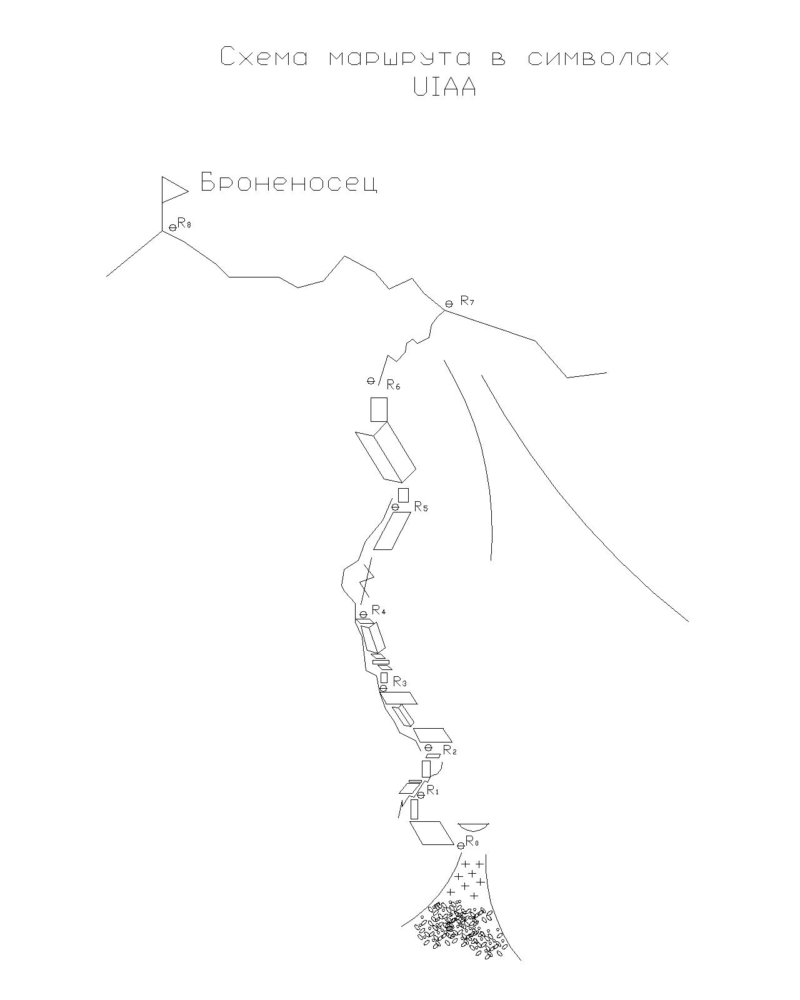 Схема маршрута в символах
UIAA
Броненосец
R8
R7
R6
R5
R4
R3
R2
R1
R0